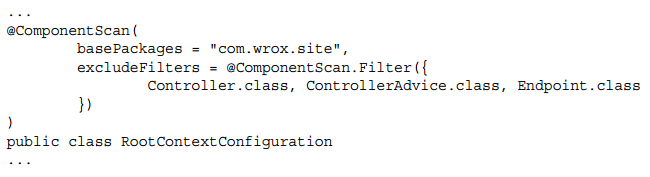 ...
@ComponentScan(
        basePackages = "com.wrox.site",
        excludeFilters = @ComponentScan.Filter({
                Controller.class, ControllerAdvice.class, Endpoint.class
        })
)
public class RootContextConfiguration
...